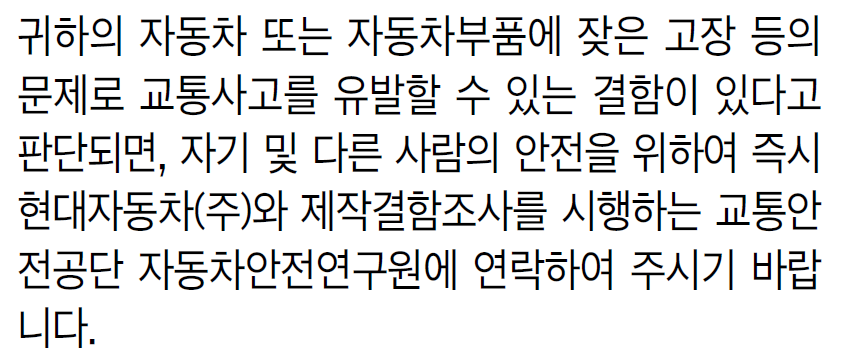 귀하의 자동차 또는 자동차부품에 잦은 고장 등의
문제로 교통사고를 유발할 수 있는 결함이 있다고
판단되면, 자기 및 다른 사람의 안전을 위하여 즉시
현대자동차(주)와 제작결함조사를 시행하는 교통안
전공단 자동차안전연구원에 연락하여 주시기 바랍
니다.